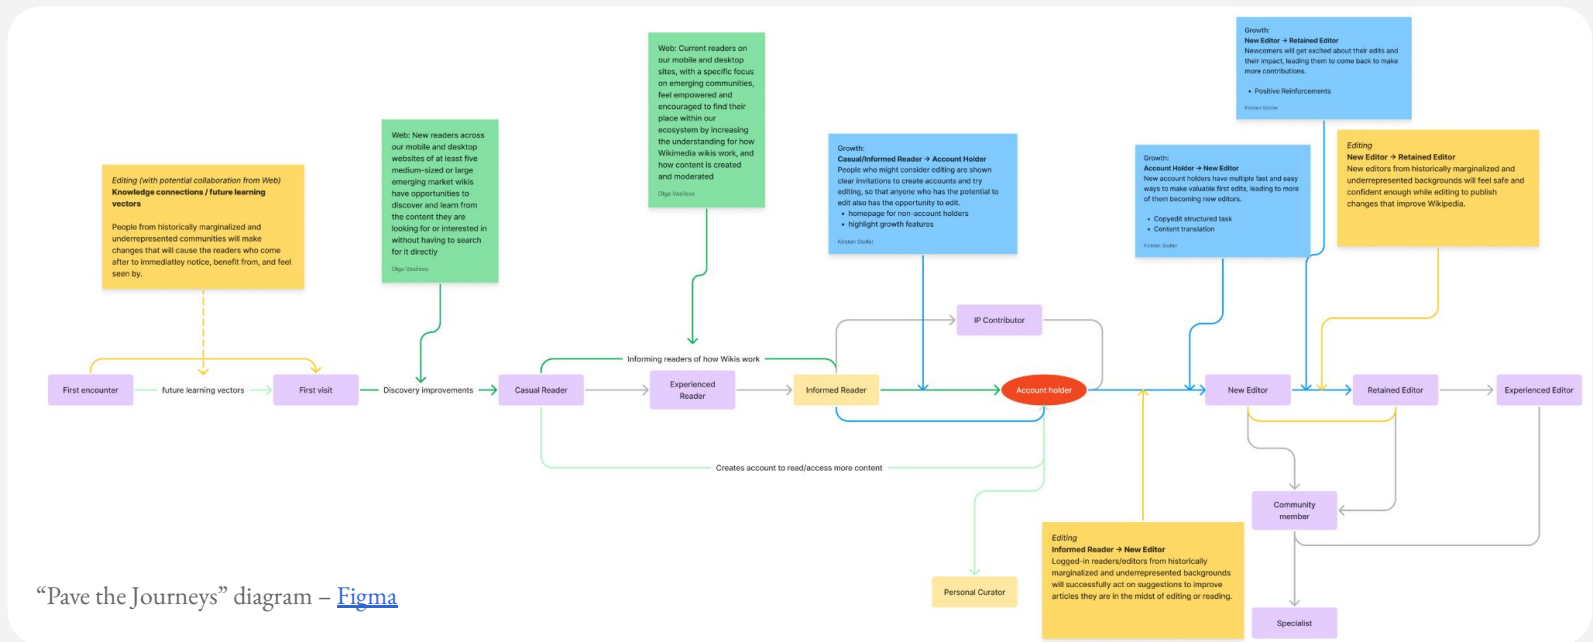 Editing (with potential collaboration from Web)
Knowledge connections / future learning
vectors
People from historically marginalized and
underrepresented communities will make
changes that will cause the readers who come
after to immediatley notice, benefit from, and feel
seen by.
Web: New readers across
our mobile and desktop
websites of at least five
medium-sized or large
emerging market wikis
have opportunities to
discover and learn from
the content they are
looking for or interested in
without having to search
for it directly
Olga Vasileva
Web: Current readers on
our mobile and desktop
sites, with a specific focus
on emerging communities,
feel empowered and
encouraged to find their
place within our
ecosystem by increasing
the understanding for how
Wikimedia wikis work, and
how content is created
and moderated
Olga Vasileva
Growth:
Casual/Informed Reader → Account Holder
People who might consider editing are shown
clear invitations to create accounts and try
editing, so that anyone who has the potential to
edit also has the opportunity to edit.
• homepage for non-account holders
• highlight growth features
Kirsten Stoller
Growth:
Account Holder → New Editor
New account holders have multiple fast and easy
ways to make valuable first edits, leading to more
of them becoming new editors.
• Copyedit structured task
• Content translation
Kirsten Stoller
Growth:
New Editor → Retained Editor
Newcomers will get excited about their edits and
their impact, leading them to come back to make
more contributions.
• Positive Reinforcements
Kirsten Stoller
Editing
New Editor → Retained Editor
New editors from historically marginalized and
underrepresented backgrounds will feel safe and
confident enough while editing to publish
changes that improve Wikipedia.
IP Contributor
Informing readers of how Wikis work
First encounter
future learning vectors
First visit
Discovery improvements
Casual Reader
Experienced
Reader
Informed Reader
Account holder
New Editor
Retained Editor
Experienced Editor
Creates account to read/access more content
Community
member
Editing
Informed Reader → New Editor
Logged-in readers/editors from historically
marginalized and underrepresented backgrounds
will successfully act on suggestions to improve
articles they are in the midst of editing or reading.
Personal Curator
Specialist
“Pave the Journeys” diagram – Figma